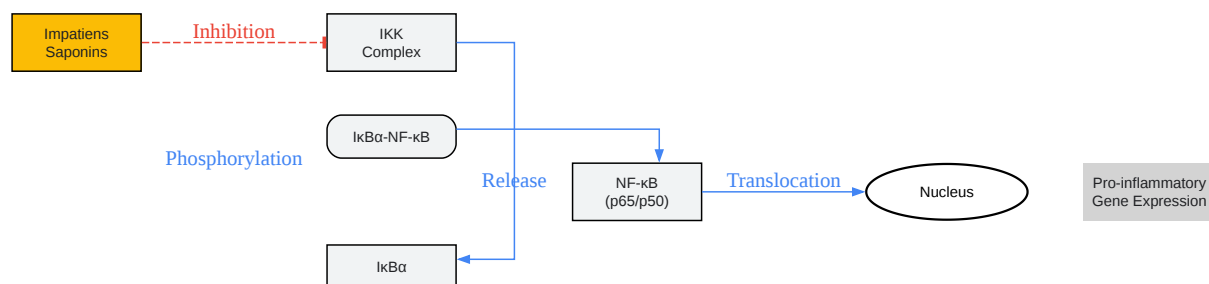 Impatiens
Saponins
Inhibition
IKK
Complex
IκBα-NF-κB
Phosphorylation
Release
NF-κB
(p65/p50)
Translocation
Nucleus
Pro-inflammatory
Gene Expression
IκBα